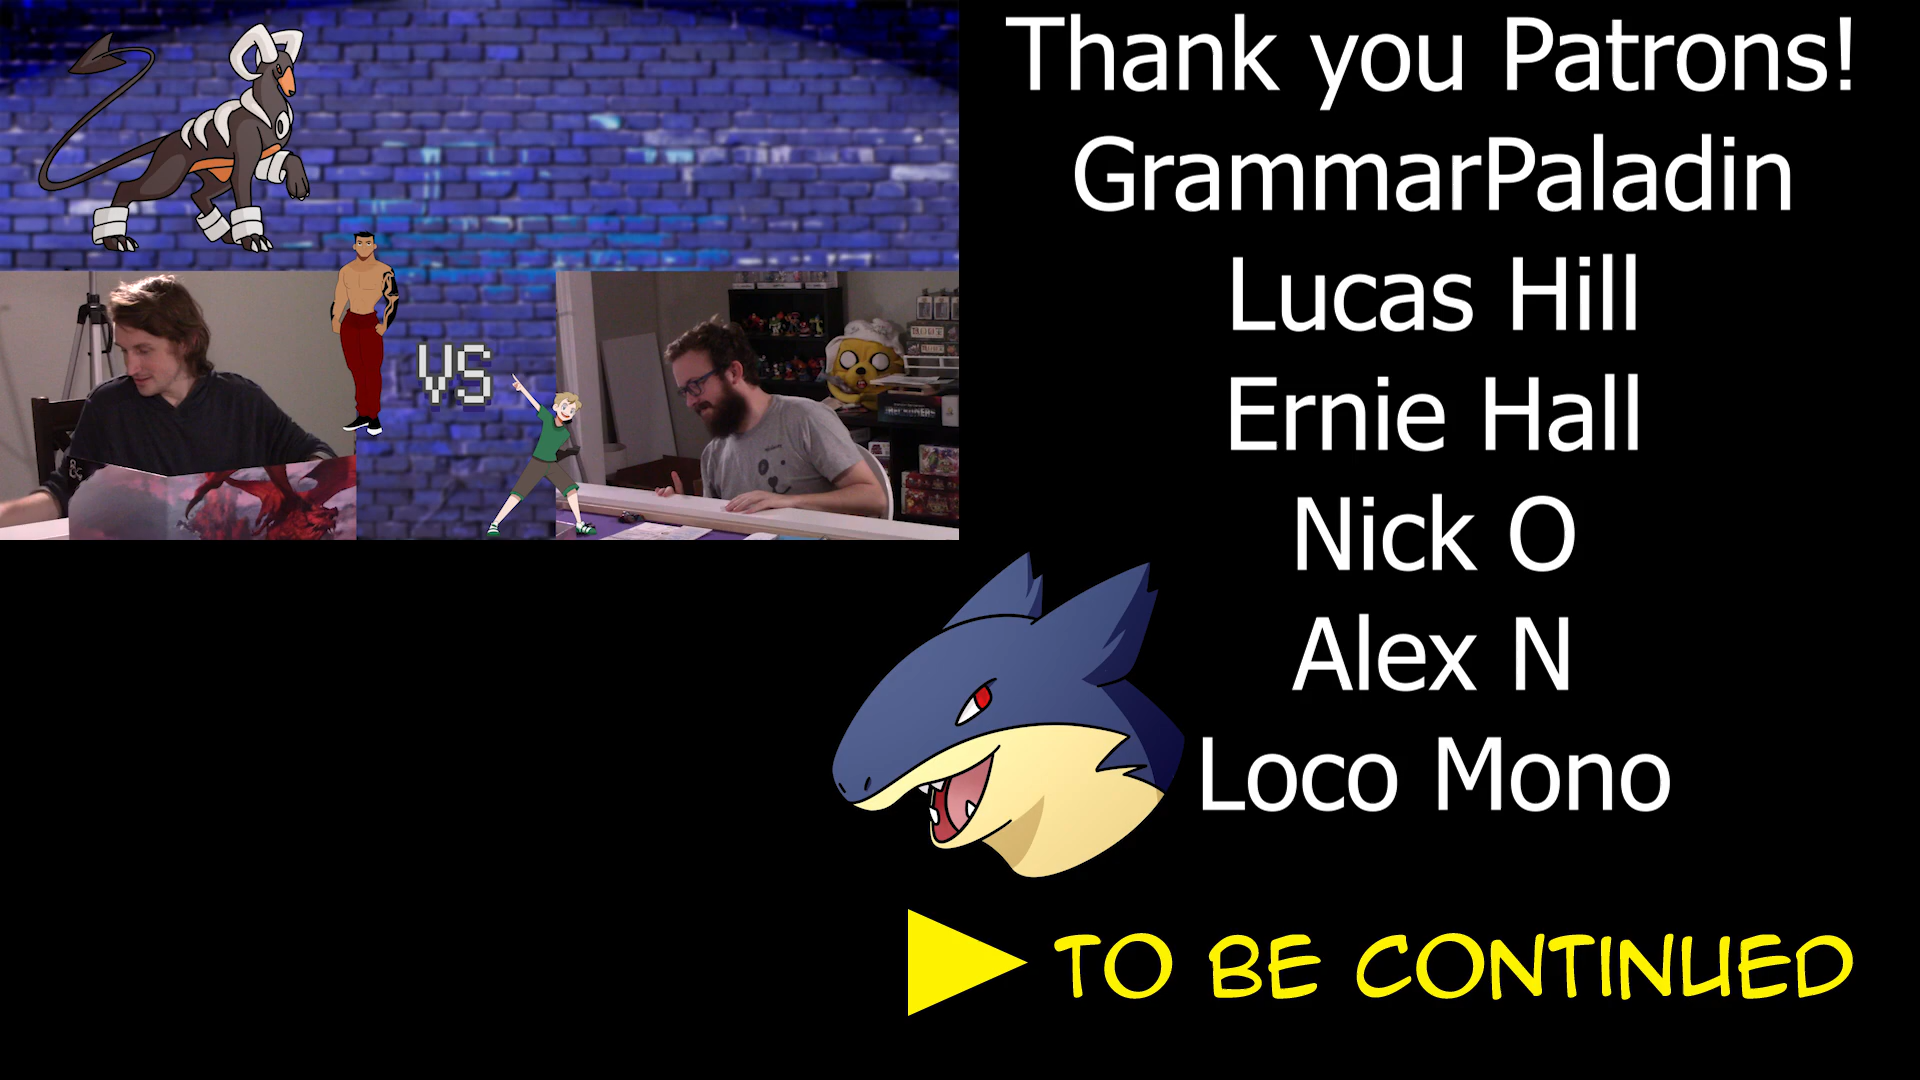 Thank you Patrons!
GrammarPaladin
Lucas Hill
Ernie Hall
Nick O
Alex N
Loco Mono
VS
TO BE CONTINUED